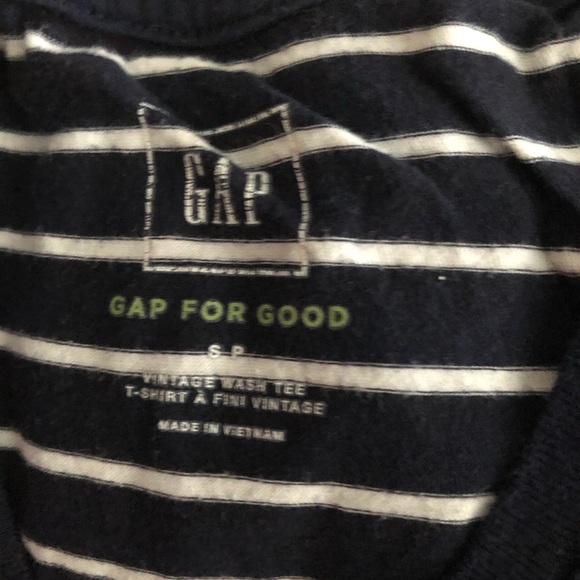 GAP
GAP FOR GOOD
S P
VINTAGE WASH TEE
T-SHIRT À FINI VINTAGE
MADE IN VIETNAM